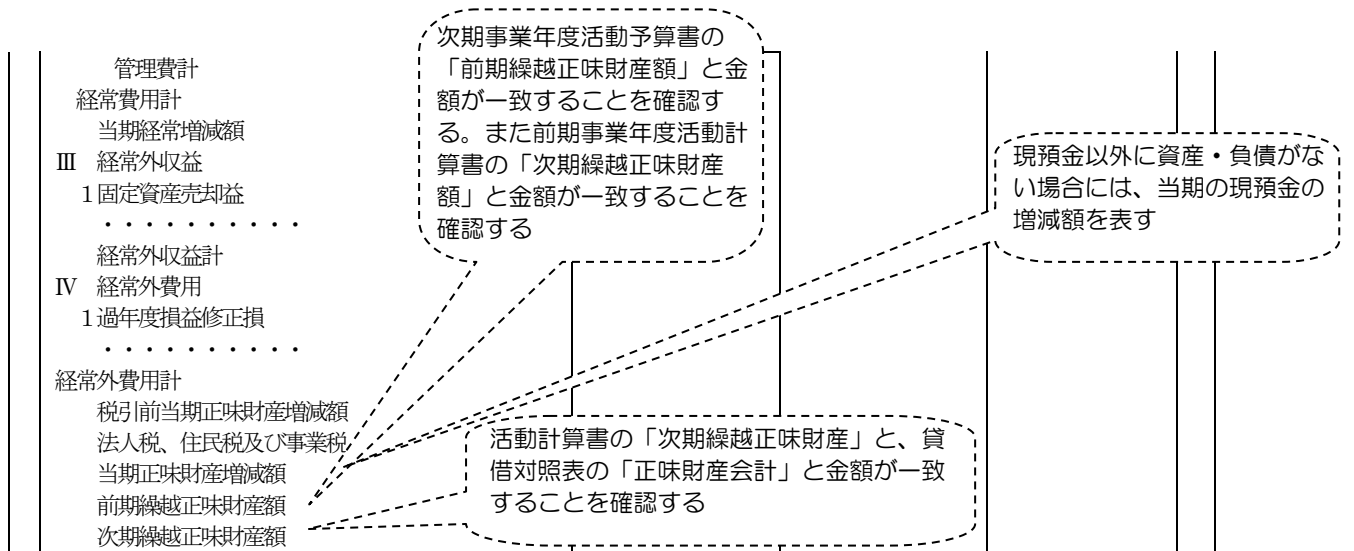 管理費計
経常費用計
当期経常増減額
Ⅲ 経常外収益
1固定資産売却益
・・・・・・・・・・
経常外収益計
Ⅳ 経常外費用
1過年度損益修正損
・・・・・・・・・・
経常外費用計
税引前当期正味財産増減額
法人税、住民税及び事業税
当期正味財産増減額
前期繰越正味財産額
次期繰越正味財産額
次期事業年度活動予算書の
「前期繰越正味財産額」と金
額が一致することを確認す
る。また前期事業年度活動計
算書の「次期繰越正味財産
額」と金額が一致することを
確認する
現預金以外に資産・負債がな
い場合には、当期の現預金の
増減額を表す
活動計算書の「次期繰越正味財産」と、貸
借対照表の「正味財産会計」と金額が一致
することを確認する